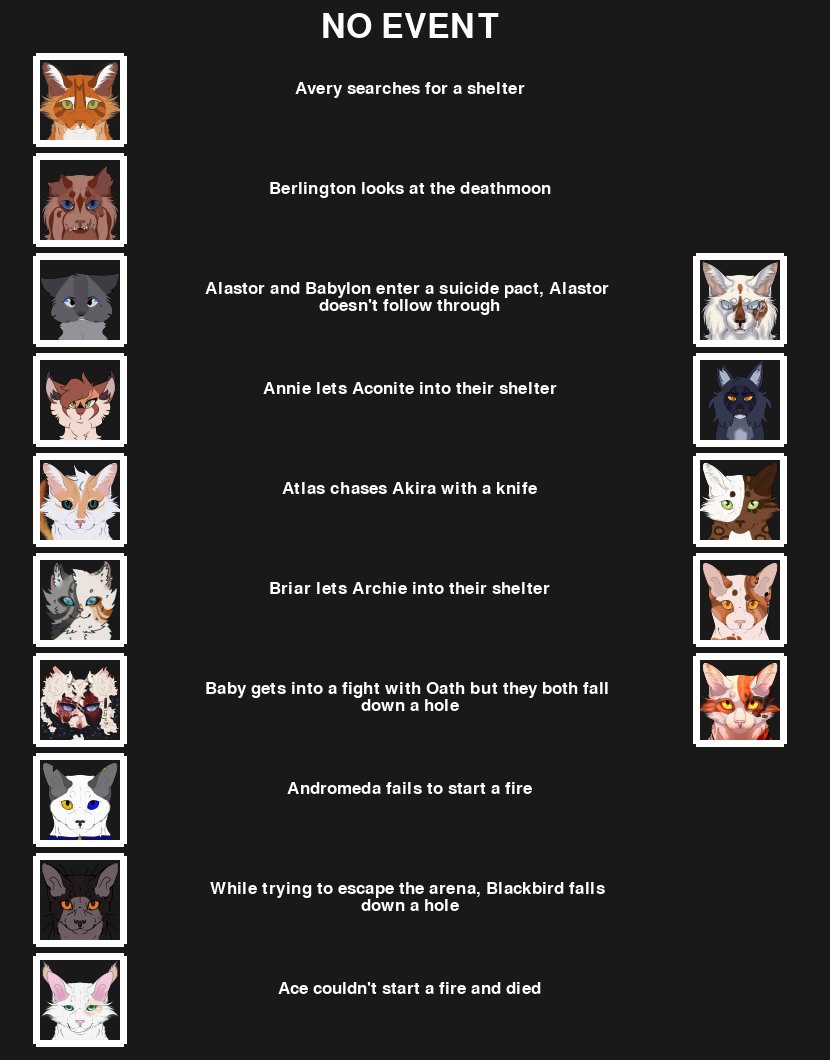 NO EVENT
Avery searches for a shelter
Berlington looks at the deathmoon
Alastor and Babylon enter a suicide pact, Alastor
doesn't follow through
Annie lets Aconite into their shelter
Atlas chases Akira with a knife
Briar lets Archie into their shelter
Baby gets into a fight with Oath but they both fall
down a hole
Andromeda fails to start a fire
While trying to escape the arena, Blackbird falls
down a hole
Ace couldn't start a fire and died